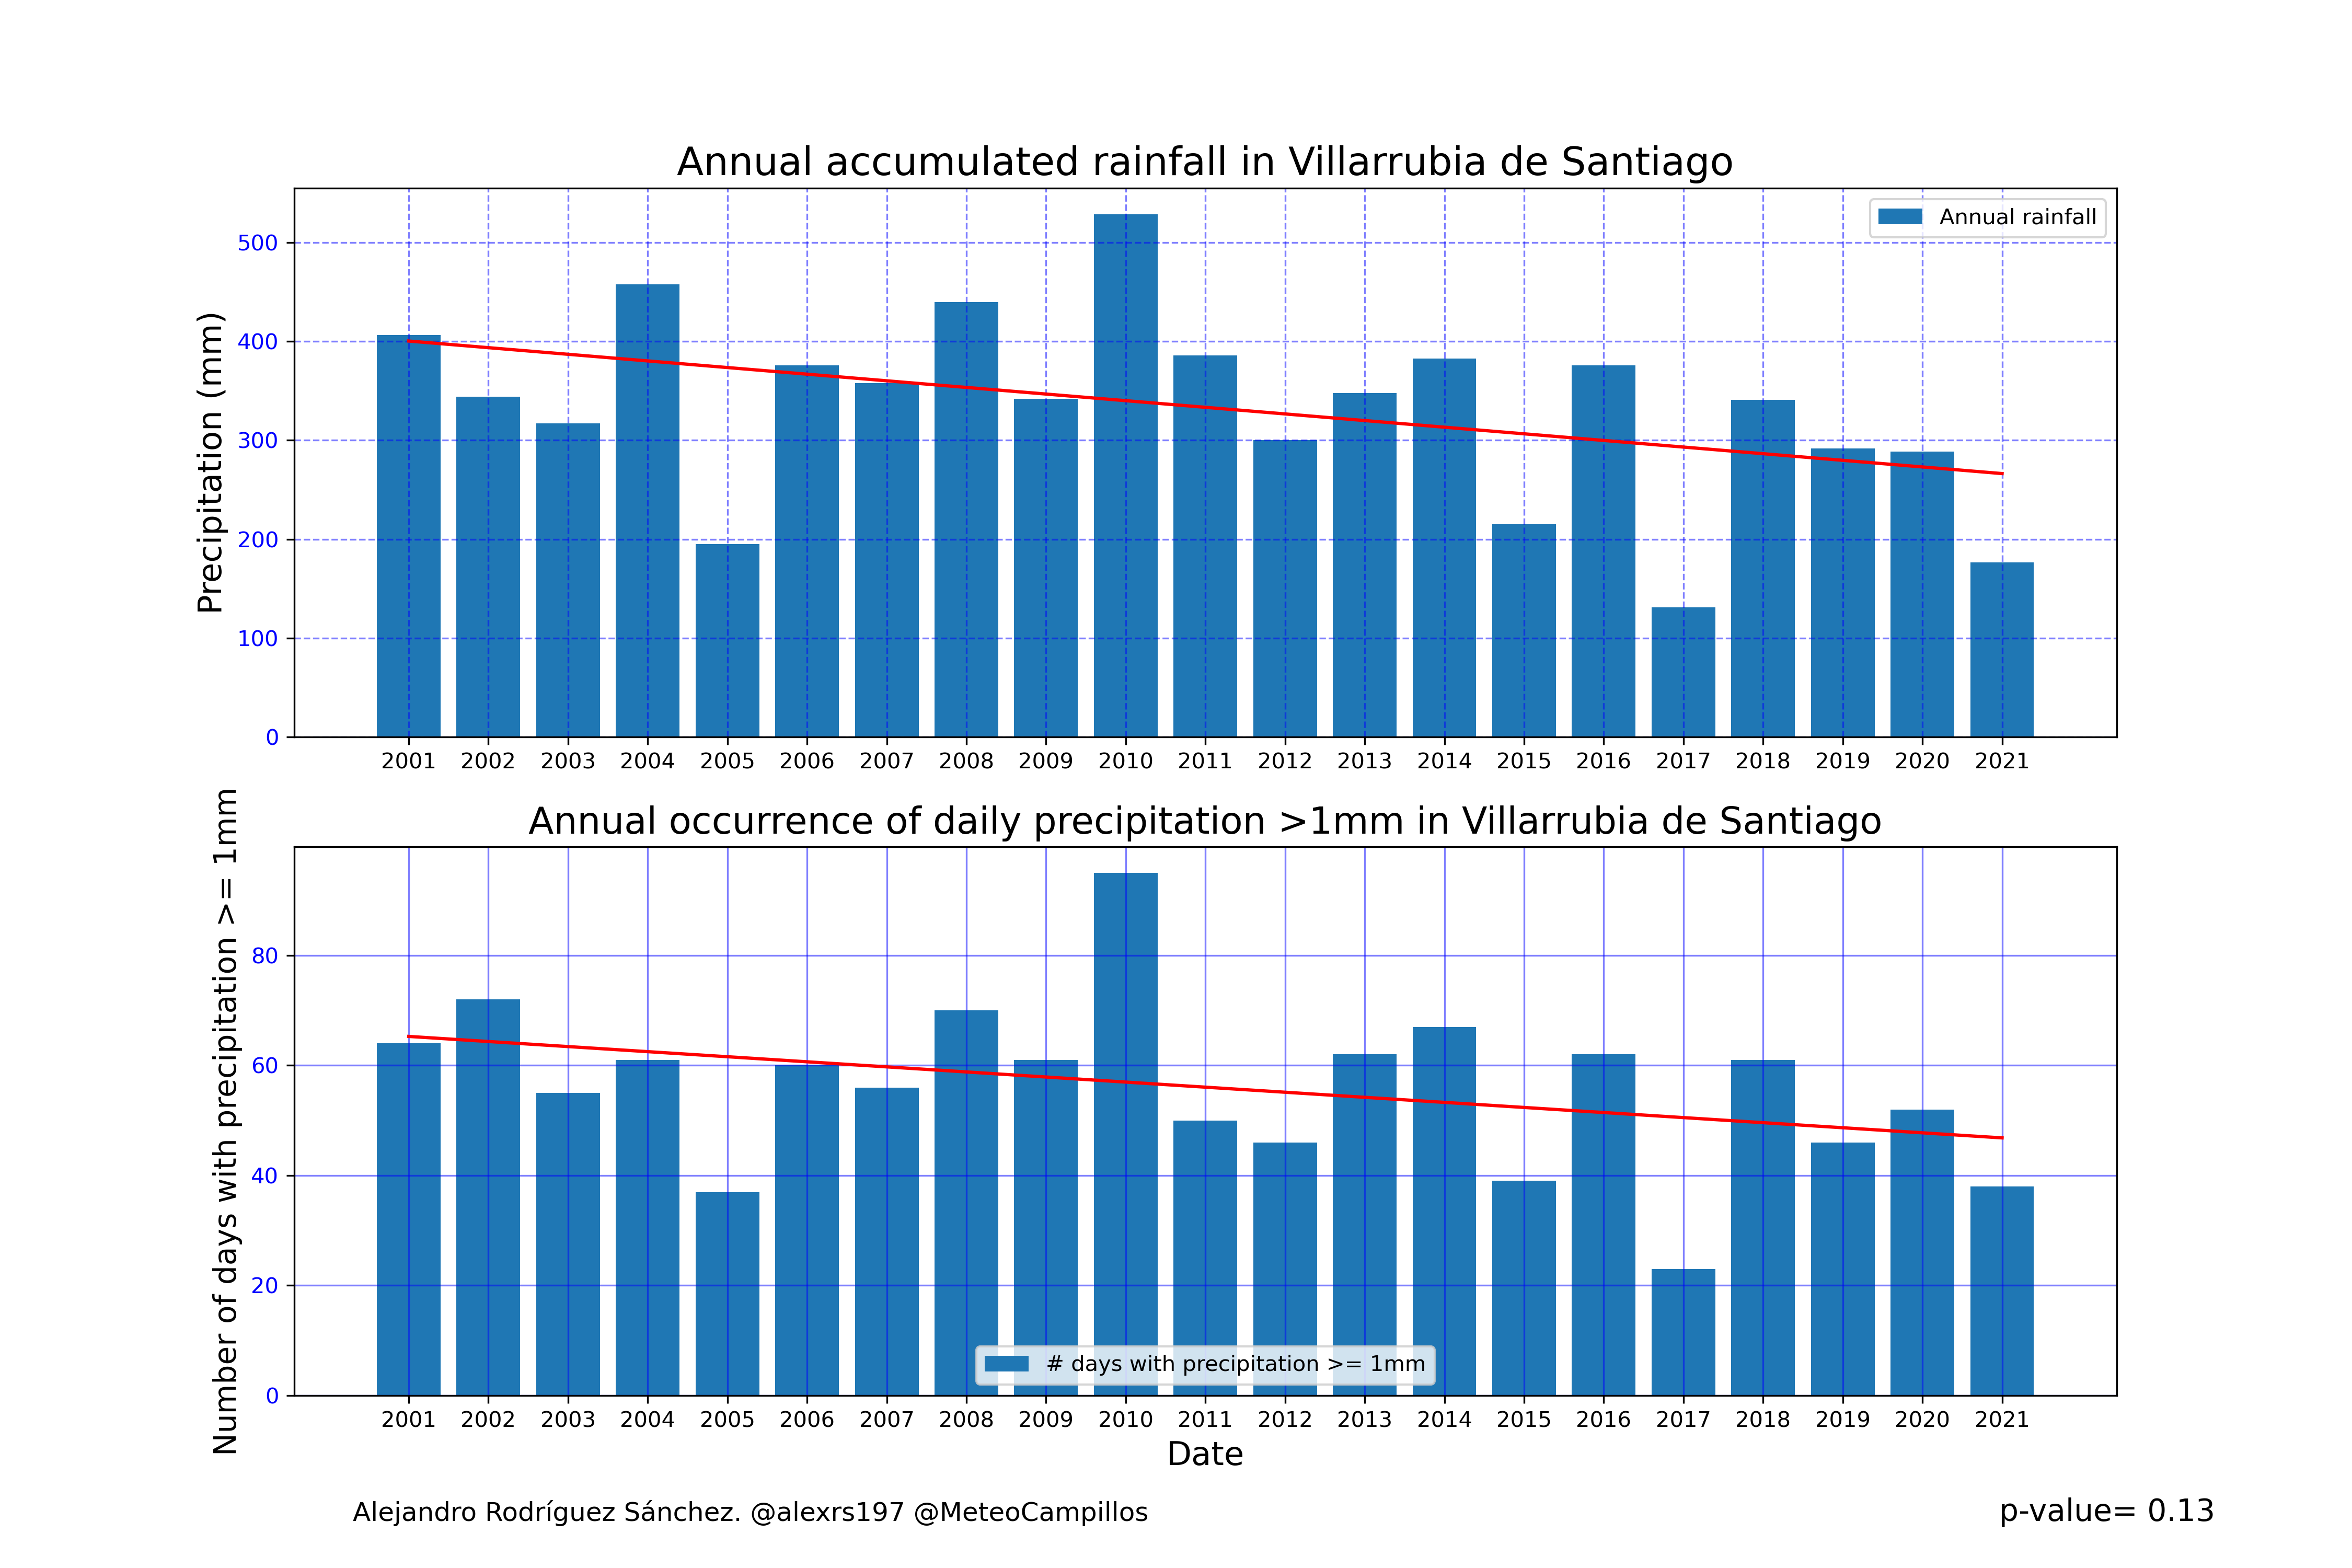 Annual accumulated rainfall in Villarrubia de Santiago
Precipitation (mm)
500
400
300
200
100
0
Annual rainfall
2001 2002 2003 2004 2005 2006 2007 2008 2009 2010 2011 2012 2013 2014 2015 2016 2017 2018 2019 2020 2021
Annual occurrence of daily precipitation >1mm in Villarrubia de Santiago
Number of days with precipitation >= 1mm
80
60
40
20
0
# days with precipitation >= 1mm
2001 2002 2003 2004 2005 2006 2007 2008 2009 2010 2011 2012 2013 2014 2015 2016 2017 2018 2019 2020 2021
Date
Alejandro Rodríguez Sánchez. @alexrs197 @MeteoCampillos
p-value= 0.13